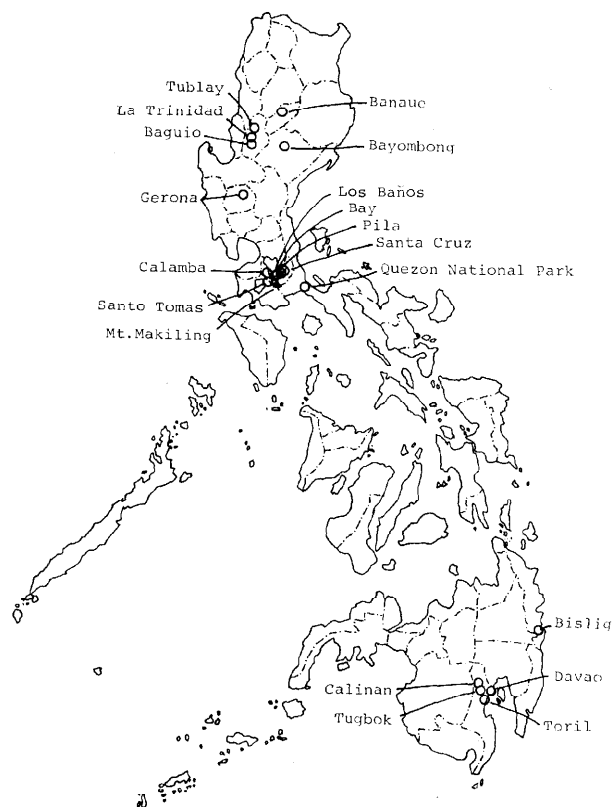 Tublay
La Trinidad
Banaue
Baguio
Bayombong
Gerona
Los Baños
Bay
Pila
Santa Cruz
Calamba
Quezon National Park
Santo Tomas
Mt.Makiling
Bislig
Calinan
Davao
Tugbok
Toril